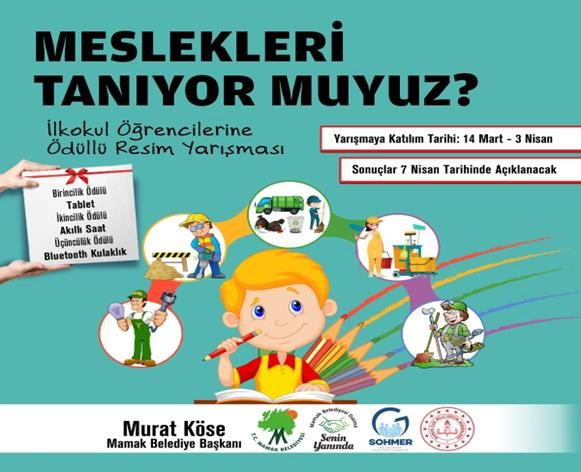 MESLEKLERİ
TANIYOR MUYUZ?
İlkokul Öğrencilerine
Ödüllü Resim Yarışması
Yarışmaya Katılım Tarihi: 14 Mart - 3 Nisan
Sonuçlar 7 Nisan Tarihinde Açıklanacak
Birincilik Ödülü
Tablet
İkincilik Ödülü
Akıllı Saat
Üçüncülük Ödülü
Bluetooth Kulaklık
Murat Köse
Mamak Belediye Başkanı
T.C. MAMAK BELEDİYESİ
Mamak Belediyesi
Senin
Yanında
SOHMER